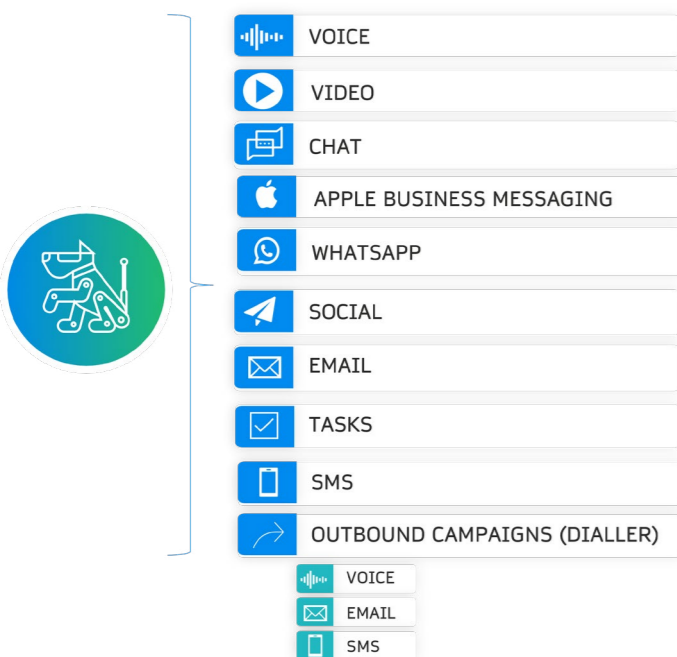 VOICE
VIDEO
CHAT
APPLE BUSINESS MESSAGING
WHATSAPP
SOCIAL
EMAIL
TASKS
SMS
OUTBOUND CAMPAIGNS (DIALLER)
VOICE
EMAIL
SMS